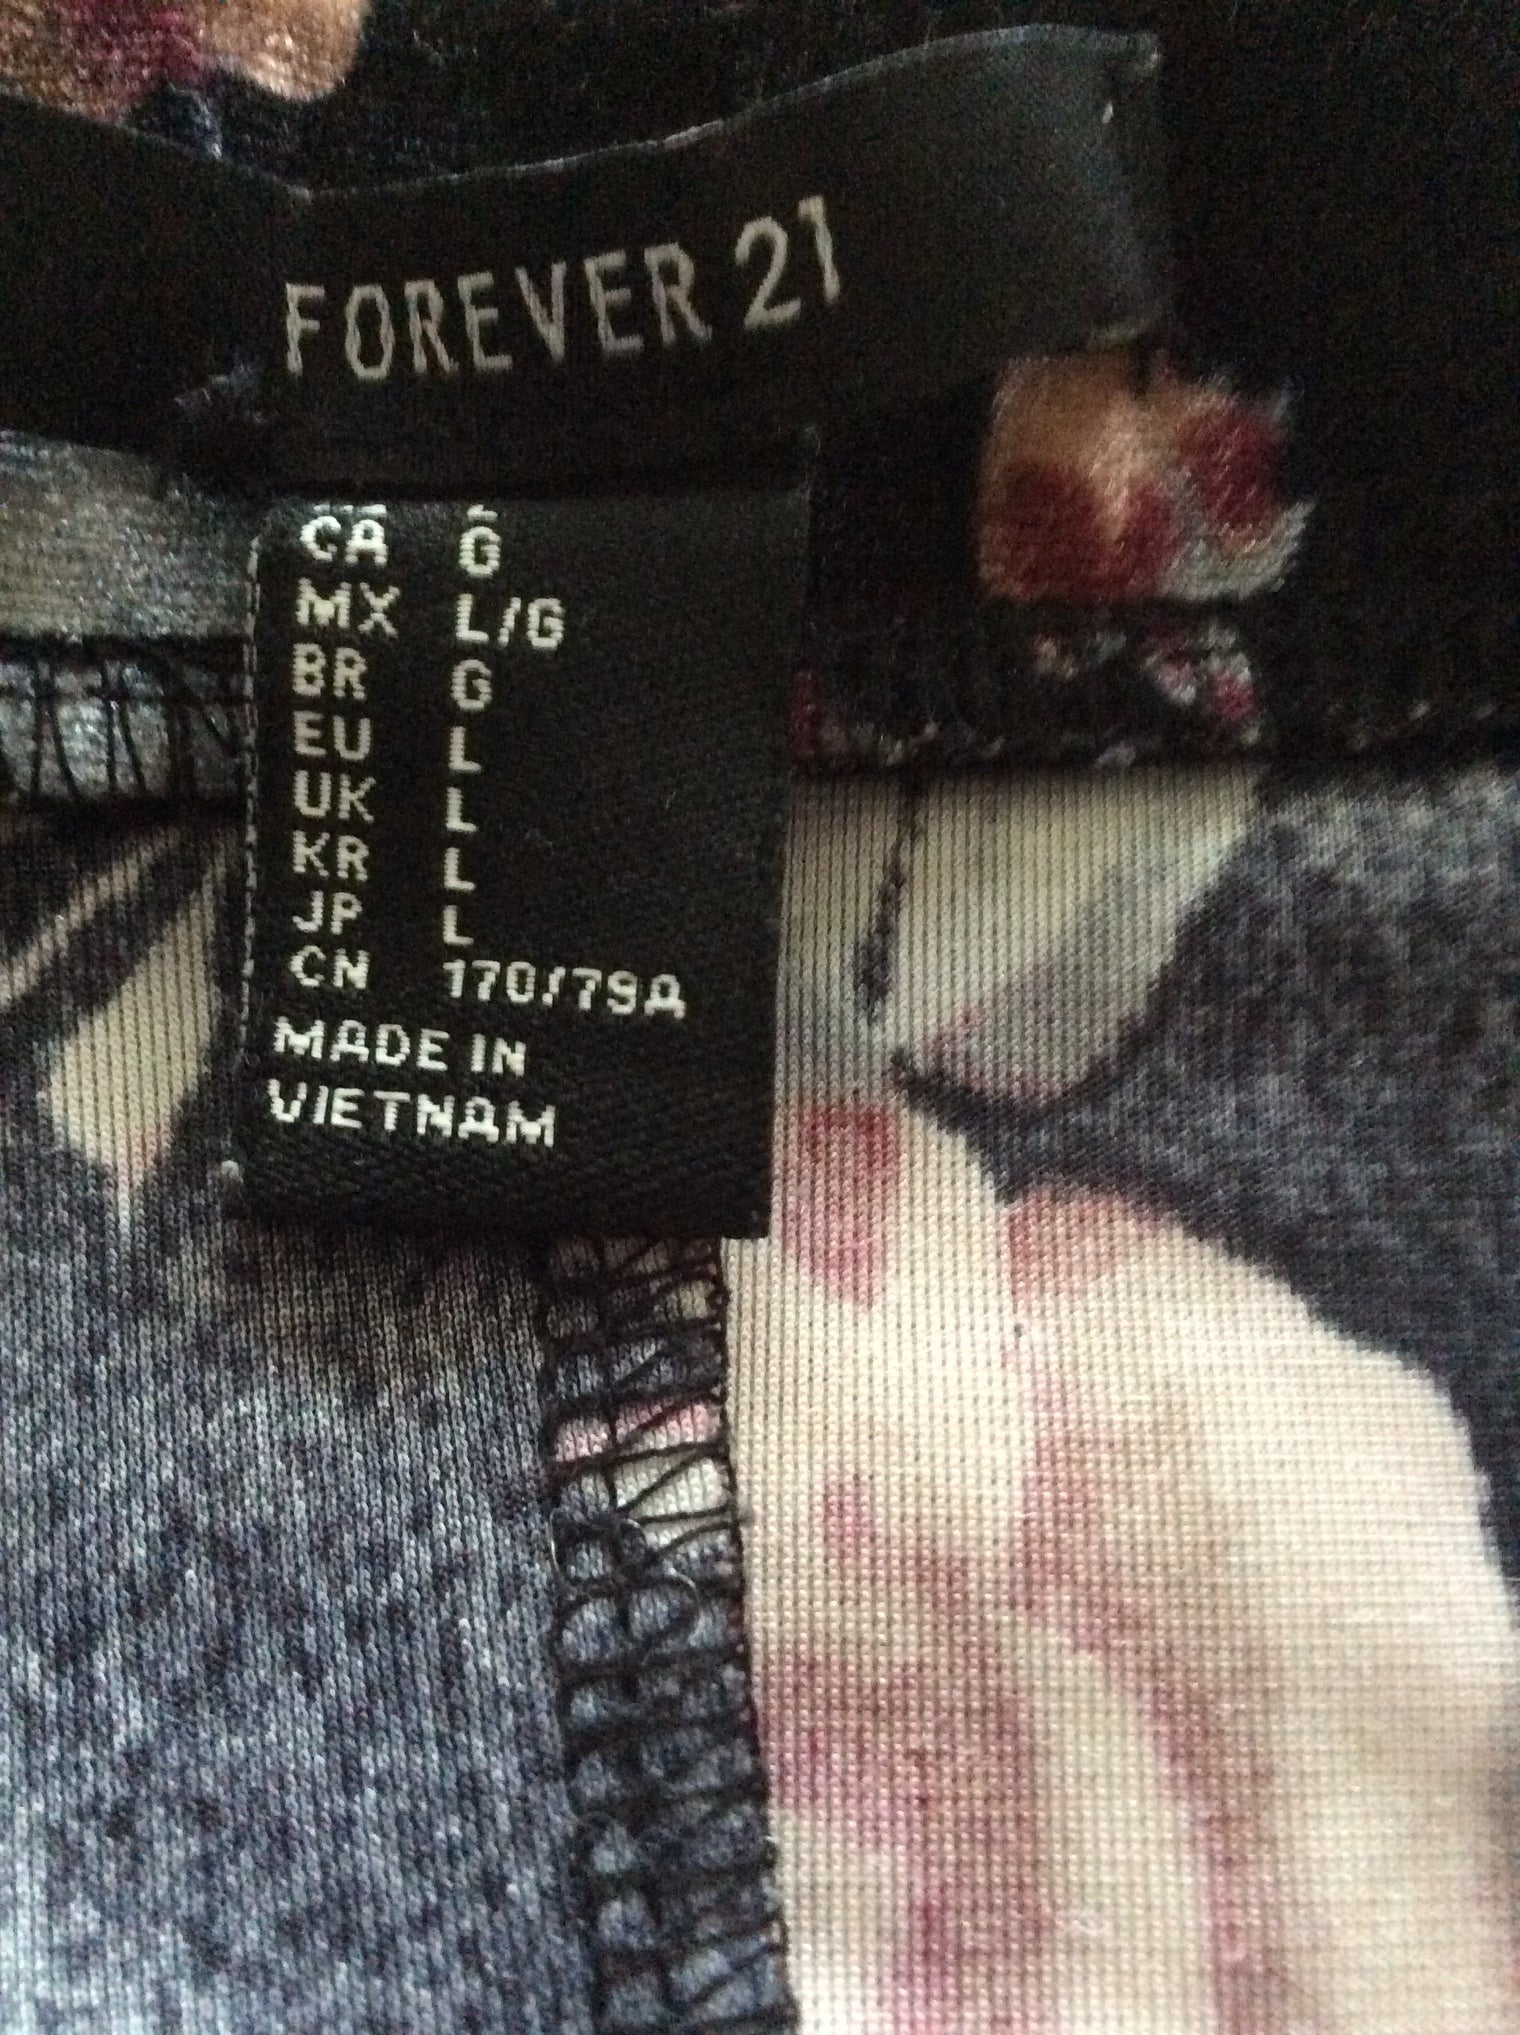 FOREVER 21
CA G
MX L/G
BR G
EU L
UK L
KR L
JP L
CN 170/79A
MADE IN
VIETNAM